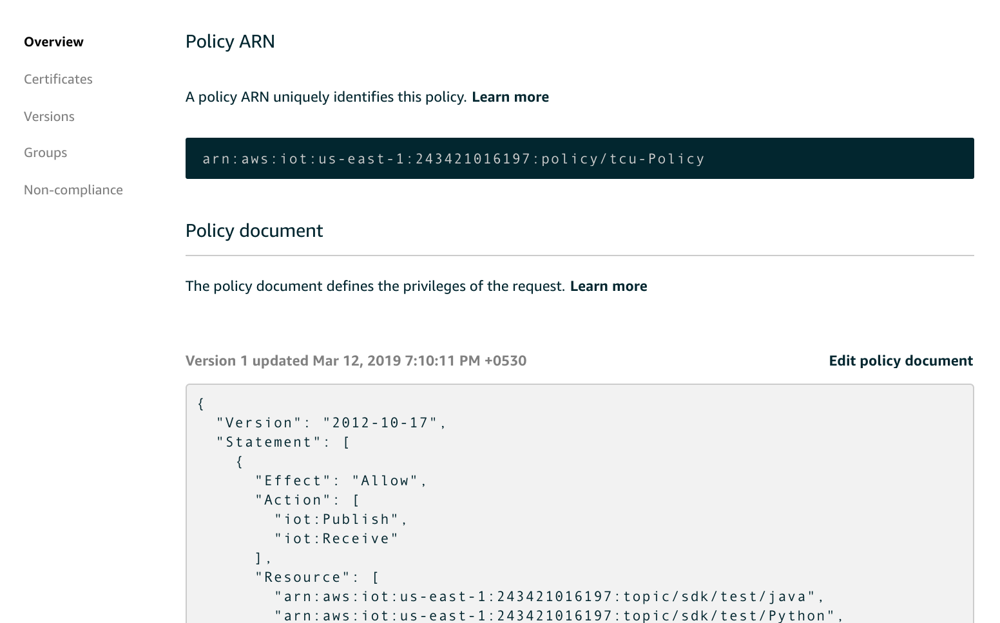 Overview
Certificates
Versions
Groups
Non-compliance
Policy ARN
A policy ARN uniquely identifies this policy. Learn more
arn:aws:iot:us-east-1:243421016197:policy/tcu-Policy
Policy document
The policy document defines the privileges of the request. Learn more
Version 1 updated Mar 12, 2019 7:10:11 PM +0530
Edit policy document
{
  "Version": "2012-10-17",
  "Statement": [
    {
      "Effect": "Allow",
      "Action": [
        "iot:Publish",
        "iot:Receive"
      ],
      "Resource": [
        "arn:aws:iot:us-east-1:243421016197:topic/sdk/test/java",
        "arn:aws:iot:us-east-1:243421016197:topic/sdk/test/Python",